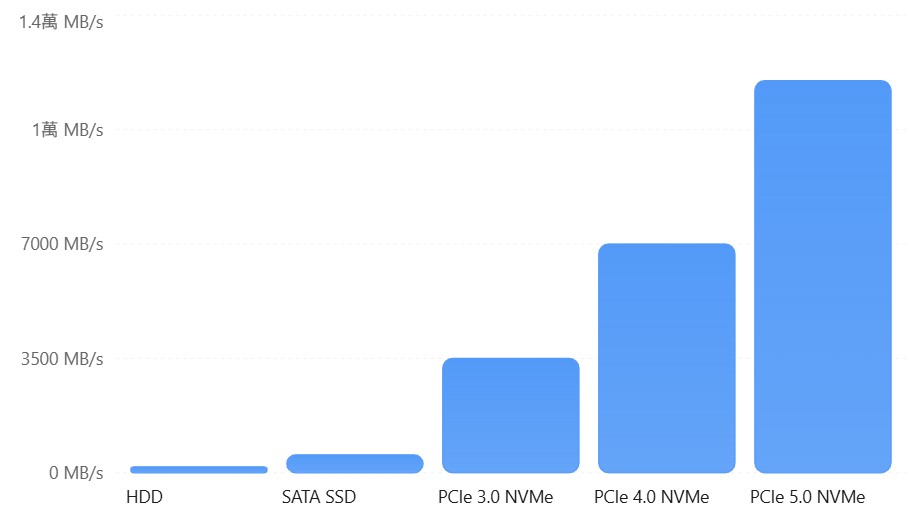 1.4萬 MB/s
1萬 MB/s
7000 MB/s
3500 MB/s
0 MB/s
HDD SATA SSD PCIe 3.0 NVMe PCIe 4.0 NVMe PCIe 5.0 NVMe